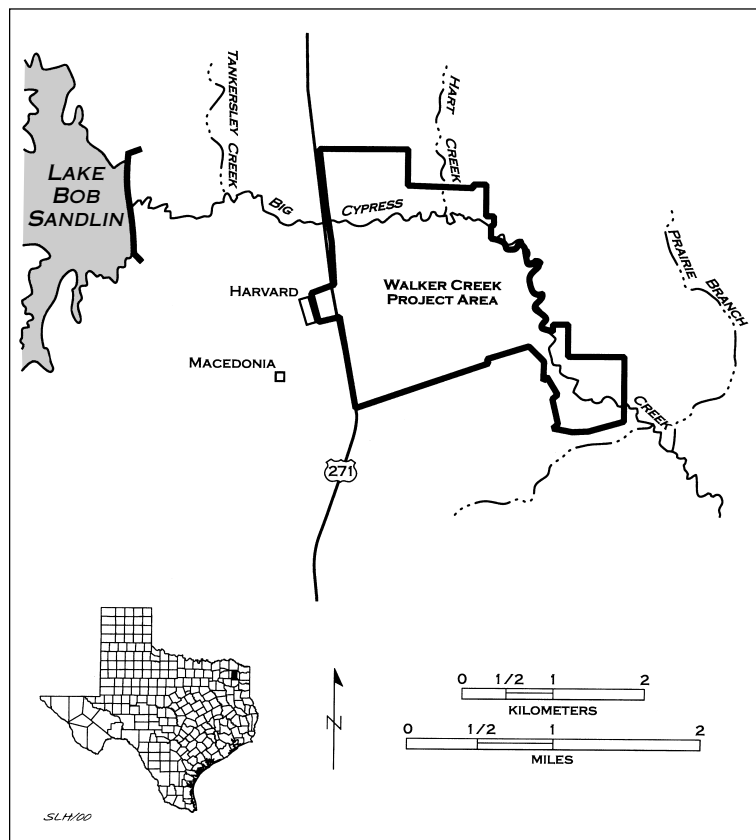 TANKERSLEY CREEK
HART CREEK
LAKE
BOB
SANDLIN
BIG CYPRESS
PRAIRIE BRANCH
HARVARD
WALKER CREEK
PROJECT AREA
MACEDONIA
CREEK
271
0 1/2 1 2
KILOMETERS
0 1/2 1 2
MILES
N
SLH/00